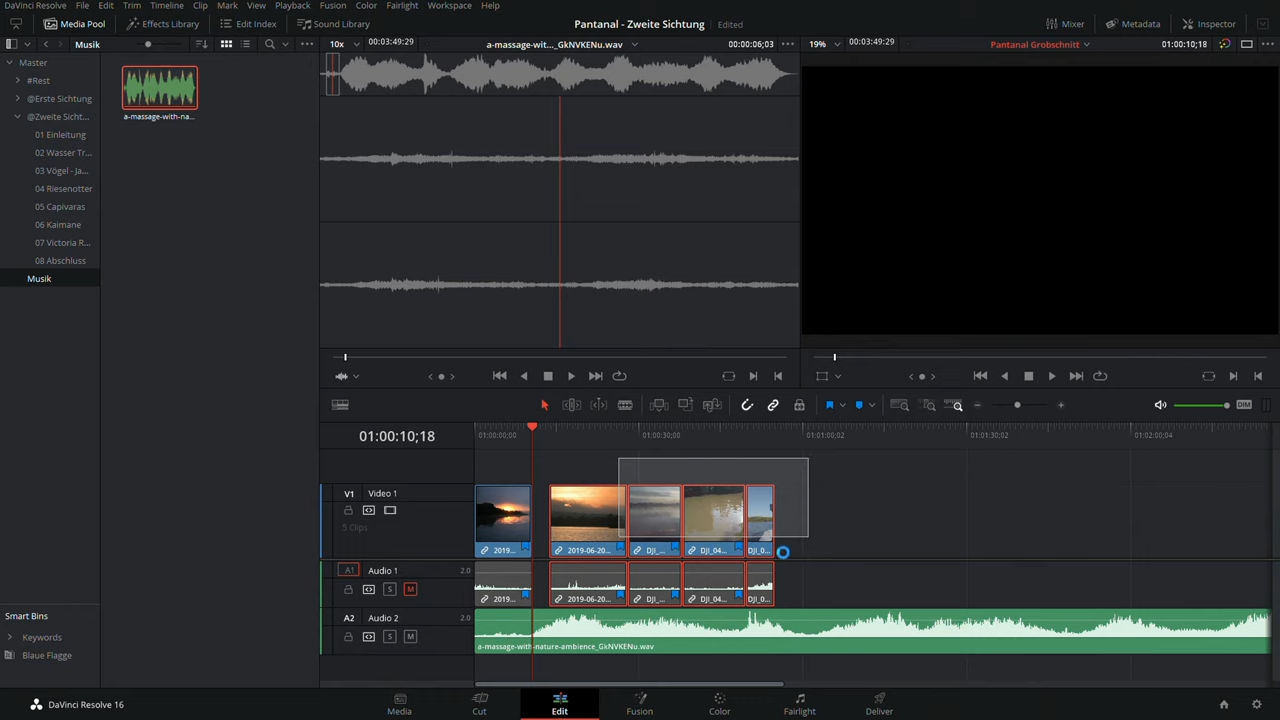 DaVinci Resolve File Edit Trim Timeline Clip Mark View Playback Fusion Color Fairlight Workspace Help
Media Pool Effects Library Edit Index Sound Library Pantanal - Zweite Sichtung Edited Mixer Metadata Inspector
Musik 10x 00:03:49:29 a-massage-wit..._GkNVKENu.wav 00:00:06;03 19% 00:03:49:29 Pantanal Grobschnitt 01:00:10;18
Master
#Rest
@Erste Sichtung
@Zweite Sicht... a-massage-with-na...
01 Einleitung
02 Wasser Tr...
03 Vögel - Ja...
04 Riesenotter
05 Capivaras
06 Kaimane
07 Victoria R...
08 Abschluss
Musik
DIM
01:00:10;18 01:00:00;00 01:00:30;00 01:01:00;02 01:01:30;02 01:02:00;04
V1 Video 1
5 Clips
2019... 2019-06-20... DJI_... DJI_04... DJI_0...
A1 Audio 1 2.0
S M
2019... 2019-06-20... DJI_... DJI_04... DJI_0...
Smart Bins A2 Audio 2 2.0
Keywords S M
Blaue Flagge a-massage-with-nature-ambience_GkNVKENu.wav
DaVinci Resolve 16 Media Cut Edit Fusion Color Fairlight Deliver